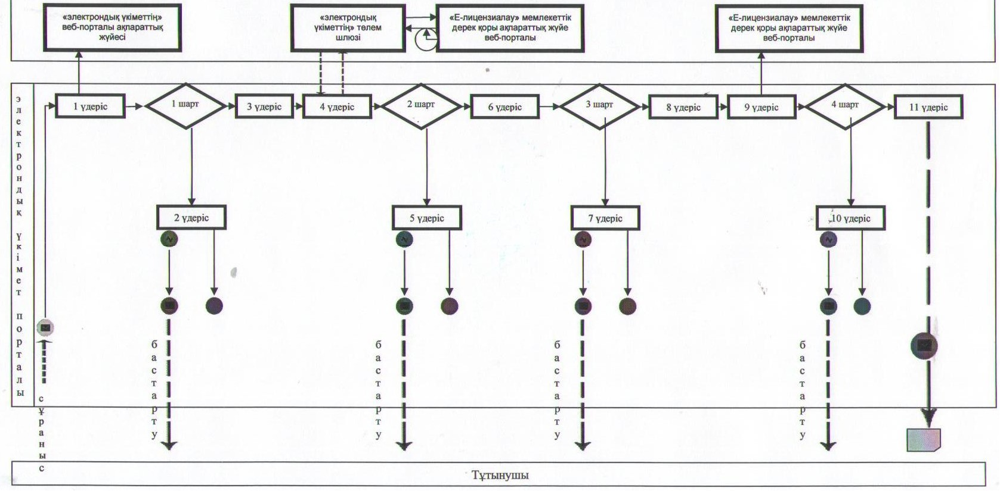 «электрондық үкіметтің»
веб-порталы ақпараттық
жүйесі
«электрондық
үкіметтің» төлем
шлюзі
«Е-лицензиалау» мемлекеттік
дерек қоры ақпараттық жүйе
веб-порталы
«Е-лицензиалау» мемлекеттік
дерек қоры ақпараттық жүйе
веб-порталы
электрондық үкімет порталы
1 үдеріс
1 шарт
3 үдеріс
4 үдеріс
2 шарт
6 үдеріс
3 шарт
8 үдеріс
9 үдеріс
4 шарт
11 үдеріс
2 үдеріс
5 үдеріс
7 үдеріс
10 үдеріс
сұраныс
бастарту
бастарту
бастарту
бастарту
Тұтынушы